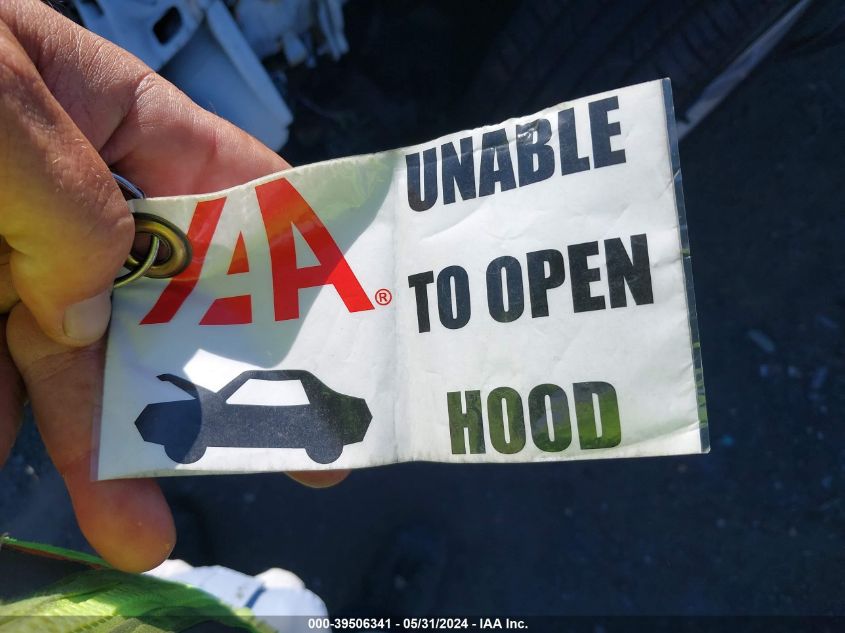 IAA®
UNABLE
TO OPEN
HOOD
000-39506341 - 05/31/2024 - IAA Inc.